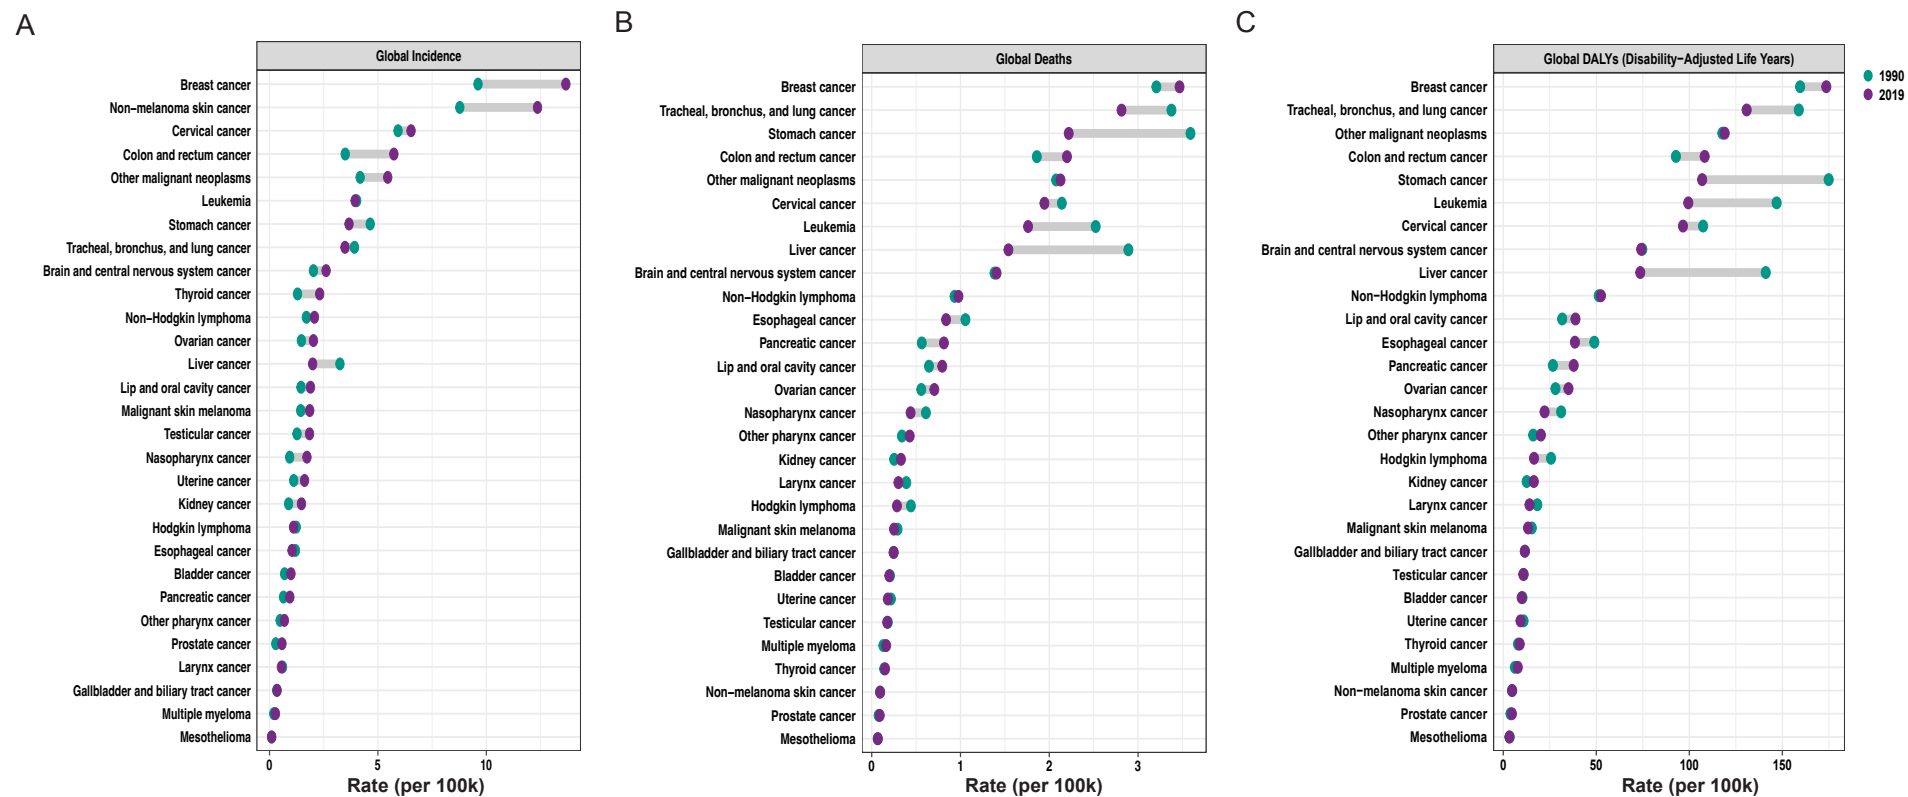 A
Global Incidence
Breast cancer
Non−melanoma skin cancer
Cervical cancer
Colon and rectum cancer
Other malignant neoplasms
Leukemia
Stomach cancer
Tracheal, bronchus, and lung cancer
Brain and central nervous system cancer
Thyroid cancer
Non−Hodgkin lymphoma
Ovarian cancer
Liver cancer
Lip and oral cavity cancer
Malignant skin melanoma
Testicular cancer
Nasopharynx cancer
Uterine cancer
Kidney cancer
Hodgkin lymphoma
Esophageal cancer
Bladder cancer
Pancreatic cancer
Other pharynx cancer
Prostate cancer
Larynx cancer
Gallbladder and biliary tract cancer
Multiple myeloma
Mesothelioma
0 5 10
Rate (per 100k)
B
Global Deaths
Breast cancer
Tracheal, bronchus, and lung cancer
Stomach cancer
Colon and rectum cancer
Other malignant neoplasms
Cervical cancer
Leukemia
Liver cancer
Brain and central nervous system cancer
Non−Hodgkin lymphoma
Esophageal cancer
Pancreatic cancer
Lip and oral cavity cancer
Ovarian cancer
Nasopharynx cancer
Other pharynx cancer
Kidney cancer
Larynx cancer
Hodgkin lymphoma
Malignant skin melanoma
Gallbladder and biliary tract cancer
Bladder cancer
Uterine cancer
Testicular cancer
Multiple myeloma
Thyroid cancer
Non−melanoma skin cancer
Prostate cancer
Mesothelioma
0 1 2 3
Rate (per 100k)
C
Global DALYs (Disability−Adjusted Life Years)
Breast cancer
Tracheal, bronchus, and lung cancer
Other malignant neoplasms
Colon and rectum cancer
Stomach cancer
Leukemia
Cervical cancer
Brain and central nervous system cancer
Liver cancer
Non−Hodgkin lymphoma
Lip and oral cavity cancer
Esophageal cancer
Pancreatic cancer
Ovarian cancer
Nasopharynx cancer
Other pharynx cancer
Hodgkin lymphoma
Kidney cancer
Larynx cancer
Malignant skin melanoma
Gallbladder and biliary tract cancer
Testicular cancer
Bladder cancer
Uterine cancer
Thyroid cancer
Multiple myeloma
Non−melanoma skin cancer
Prostate cancer
Mesothelioma
0 50 100 150
Rate (per 100k)
1990
2019